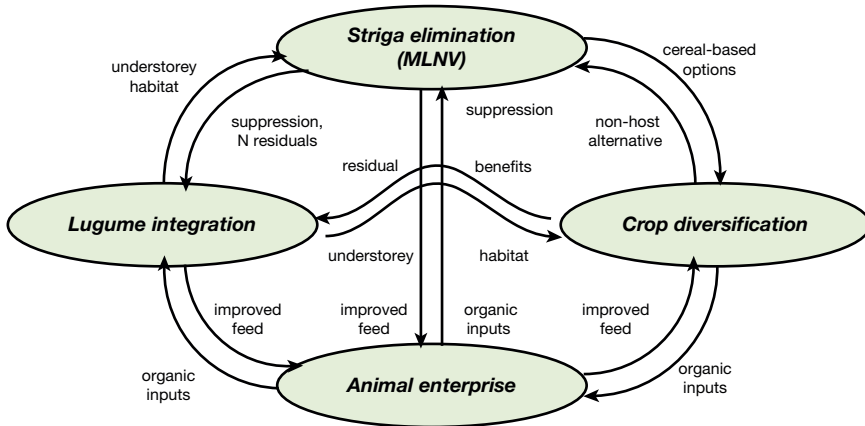 Striga elimination
(MLNV)
understorey
habitat
cereal-based
options
suppression,
N residuals
suppression
non-host
alternative
residual
benefits
Lugume integration
Crop diversification
understorey
habitat
improved
feed
improved
feed
organic
inputs
improved
feed
organic
inputs
organic
inputs
Animal enterprise